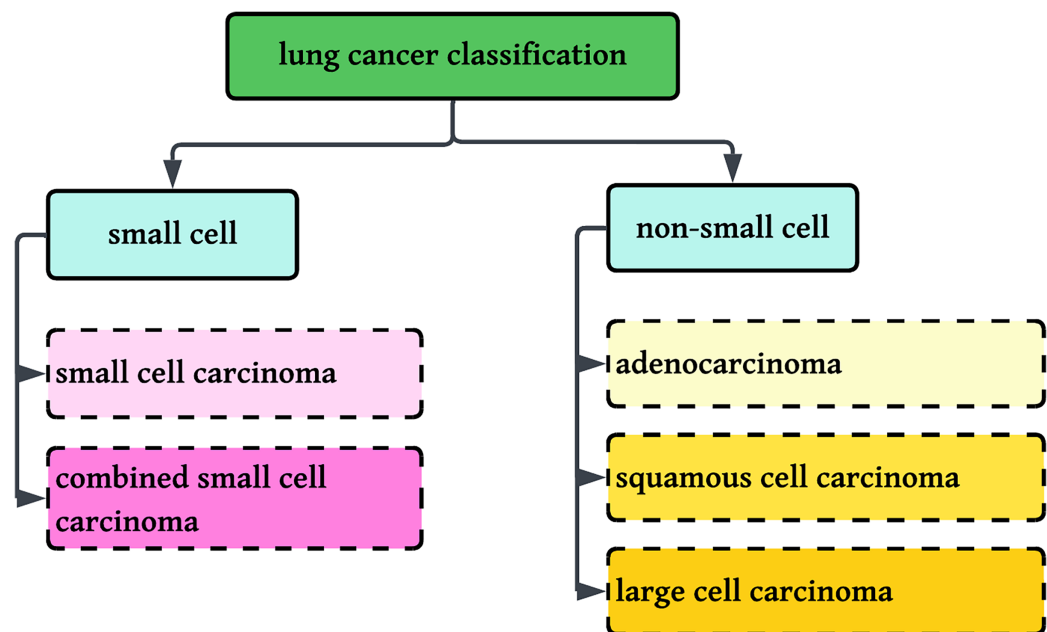 lung cancer classification
small cell
non-small cell
small cell carcinoma
combined small cell
carcinoma
adenocarcinoma
squamous cell carcinoma
large cell carcinoma